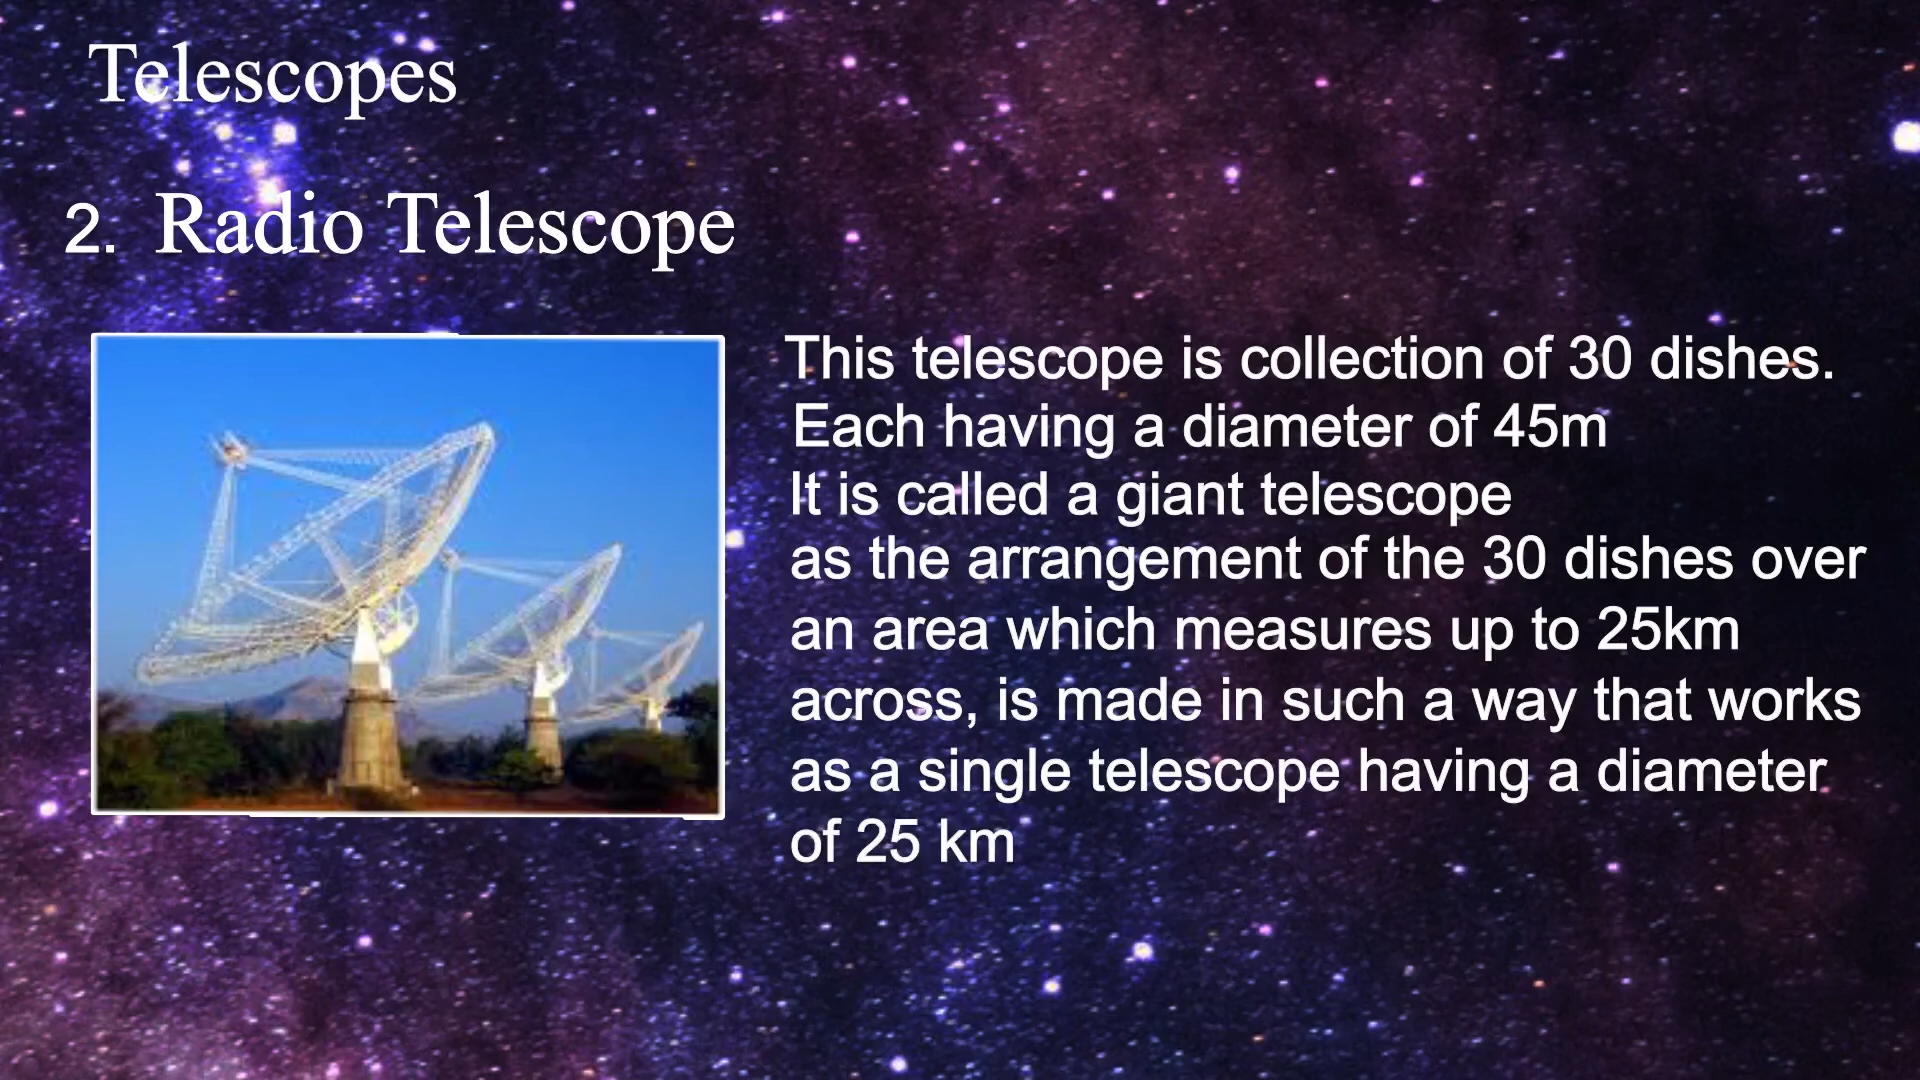 Telescopes
2. Radio Telescope
This telescope is collection of 30 dishes.
Each having a diameter of 45m
It is called a giant telescope
as the arrangement of the 30 dishes over
an area which measures up to 25km
across, is made in such a way that works
as a single telescope having a diameter
of 25 km